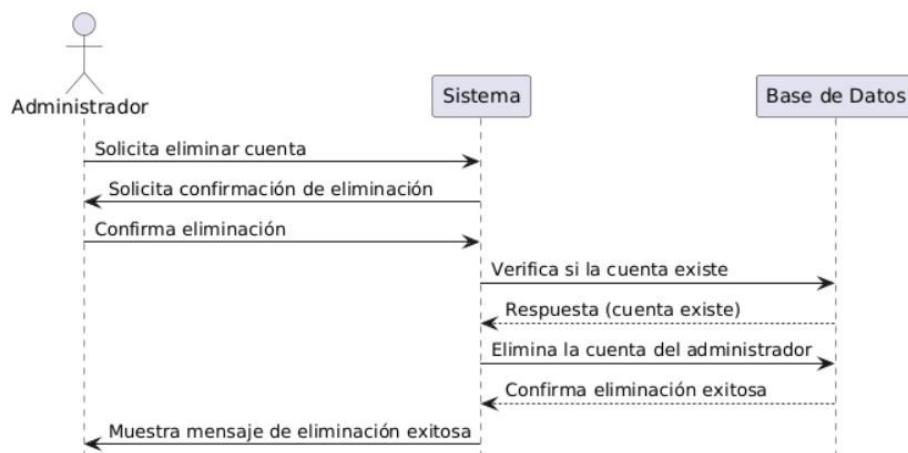 Administrador
Sistema
Base de Datos
Solicita eliminar cuenta
Solicita confirmación de eliminación
Confirma eliminación
Verifica si la cuenta existe
Respuesta (cuenta existe)
Elimina la cuenta del administrador
Confirma eliminación exitosa
Muestra mensaje de eliminación exitosa